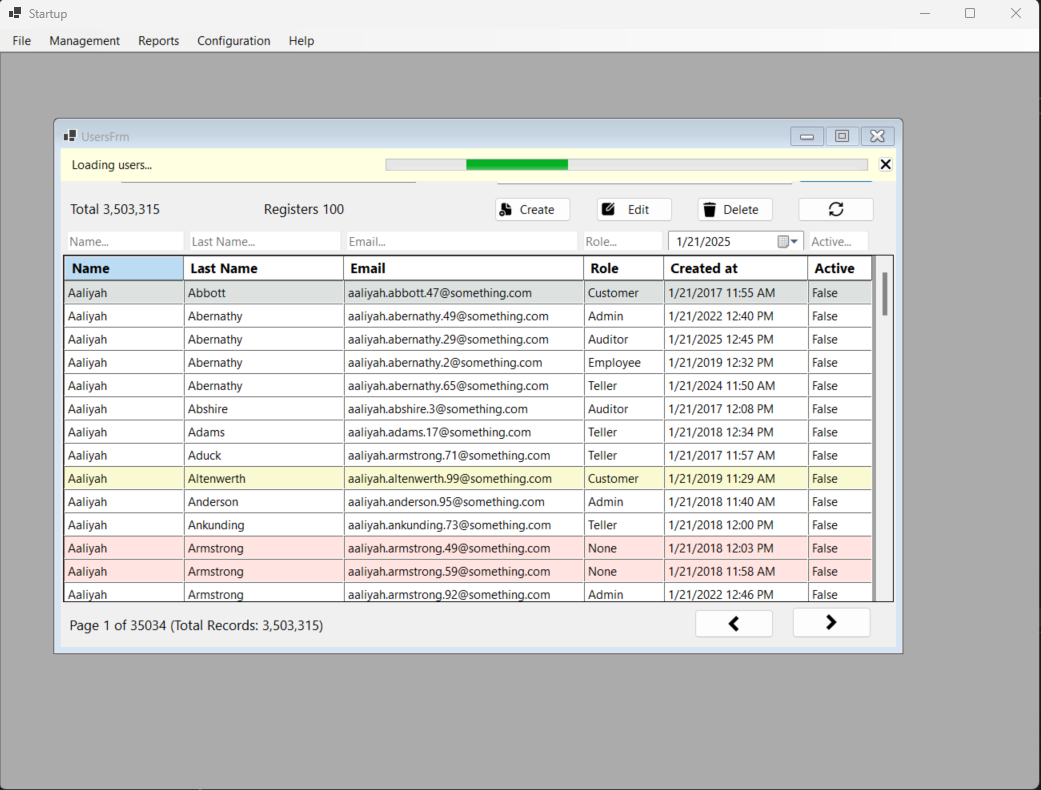 Startup
File Management Reports Configuration Help
UsersFrm
Loading users...
Total 3,503,315 Registers 100 Create Edit Delete
Name... Last Name... Email... Role... 1/21/2025 Active...
Name Last Name Email Role Created at Active
Aaliyah Abbott aaliyah.abbott.47@something.com Customer 1/21/2017 11:55 AM False
Aaliyah Abernathy aaliyah.abernathy.49@something.com Admin 1/21/2022 12:40 PM False
Aaliyah Abernathy aaliyah.abernathy.29@something.com Auditor 1/21/2025 12:45 PM False
Aaliyah Abernathy aaliyah.abernathy.2@something.com Employee 1/21/2019 12:32 PM False
Aaliyah Abernathy aaliyah.abernathy.65@something.com Teller 1/21/2024 11:50 AM False
Aaliyah Abshire aaliyah.abshire.3@something.com Auditor 1/21/2017 12:08 PM False
Aaliyah Adams aaliyah.adams.17@something.com Teller 1/21/2018 12:34 PM False
Aaliyah Aduck aaliyah.armstrong.71@something.com Teller 1/21/2017 11:57 AM False
Aaliyah Altenwerth aaliyah.altenwerth.99@something.com Customer 1/21/2019 11:29 AM False
Aaliyah Anderson aaliyah.anderson.95@something.com Admin 1/21/2018 11:40 AM False
Aaliyah Ankunding aaliyah.ankunding.73@something.com Teller 1/21/2018 12:00 PM False
Aaliyah Armstrong aaliyah.armstrong.49@something.com None 1/21/2018 12:03 PM False
Aaliyah Armstrong aaliyah.armstrong.59@something.com None 1/21/2018 11:58 AM False
Aaliyah Armstrong aaliyah.armstrong.92@something.com Admin 1/21/2022 12:46 PM False
Page 1 of 35034 (Total Records: 3,503,315)